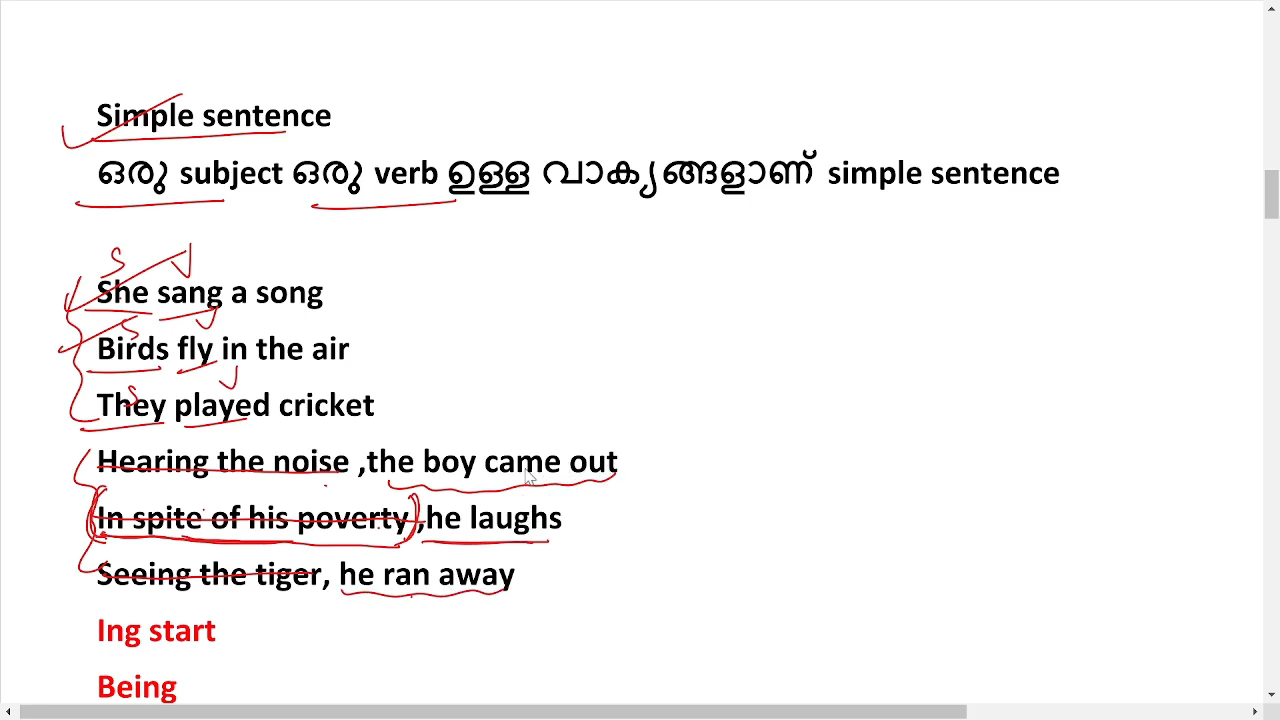 Simple sentence
ഒരു subject ഒരു verb ഉള്ള വാക്യങ്ങളാണ് simple sentence
S V
She sang a song
S V
Birds fly in the air
S V
They played cricket
Hearing the noise ,the boy came out
In spite of his poverty ,he laughs
Seeing the tiger, he ran away
Ing start
Being